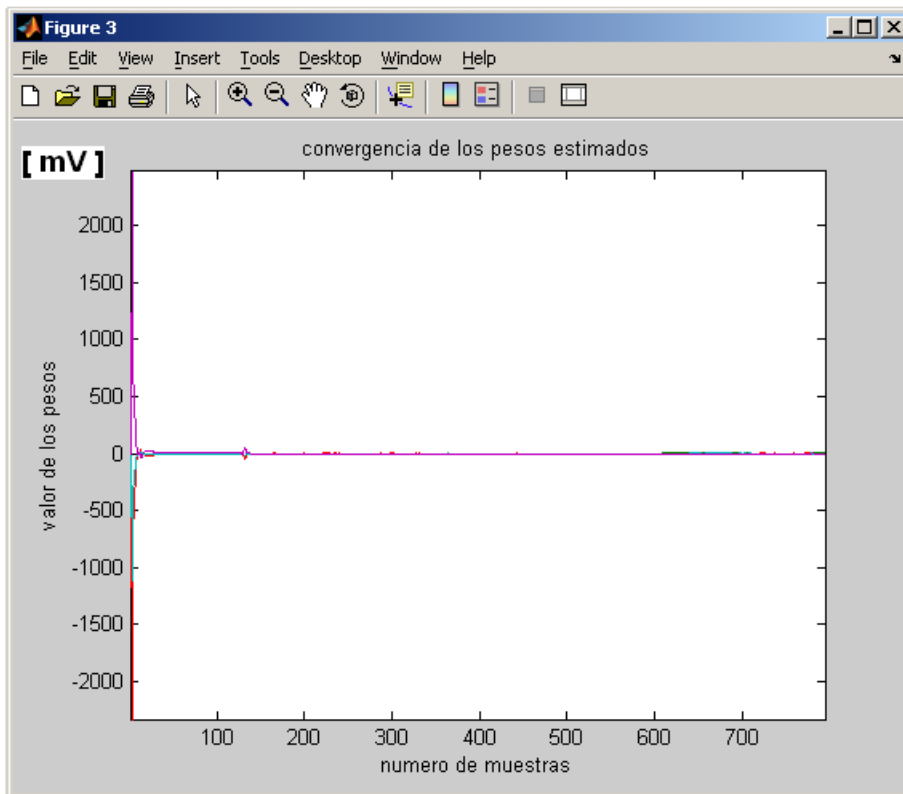 Figure 3
File Edit View Insert Tools Desktop Window Help
[ mV ]
convergencia de los pesos estimados
valor de los pesos
2000
1500
1000
500
0
-500
-1000
-1500
-2000
100 200 300 400 500 600 700
numero de muestras